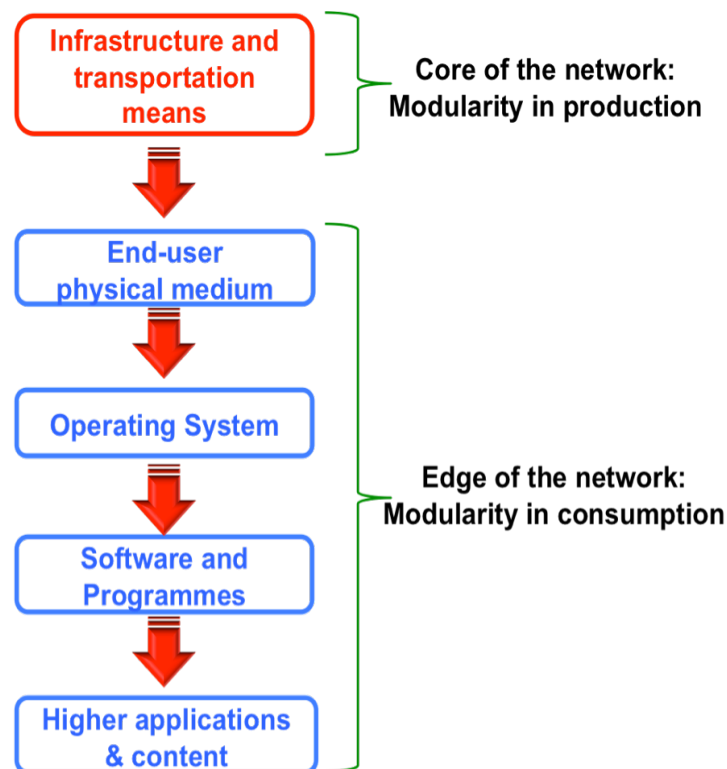 Infrastructure and
transportation
means
Core of the network:
Modularity in production
End-user
physical medium
Operating System
Edge of the network:
Modularity in consumption
Software and
Programmes
Higher applications
& content